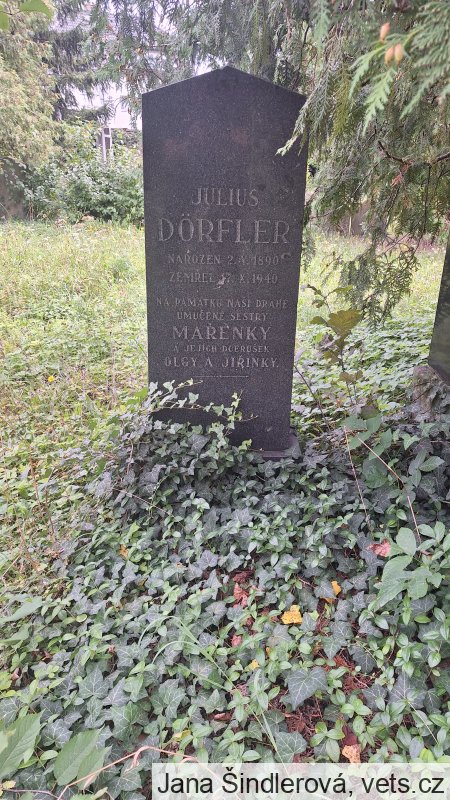 JULIUS
DÖRFLER
NAROZEN 2.4.1890
ZEMŘEL 17.X.1940
NA PAMÁTKU NAŠÍ DRAHÉ
UMUČENÉ SESTRY
MAŘENKY
A JEJÍCH DCERUŠEK
OLGY A JIŘINKY.
Jana Šindlerová, vets.cz